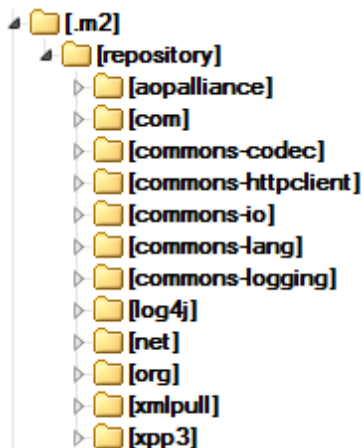 [.m2]
[repository]
[aopalliance]
[com]
[commons-codec]
[commons-httpclient]
[commons-io]
[commons-lang]
[commons-logging]
[log4j]
[net]
[org]
[xmlpull]
[xpp3]